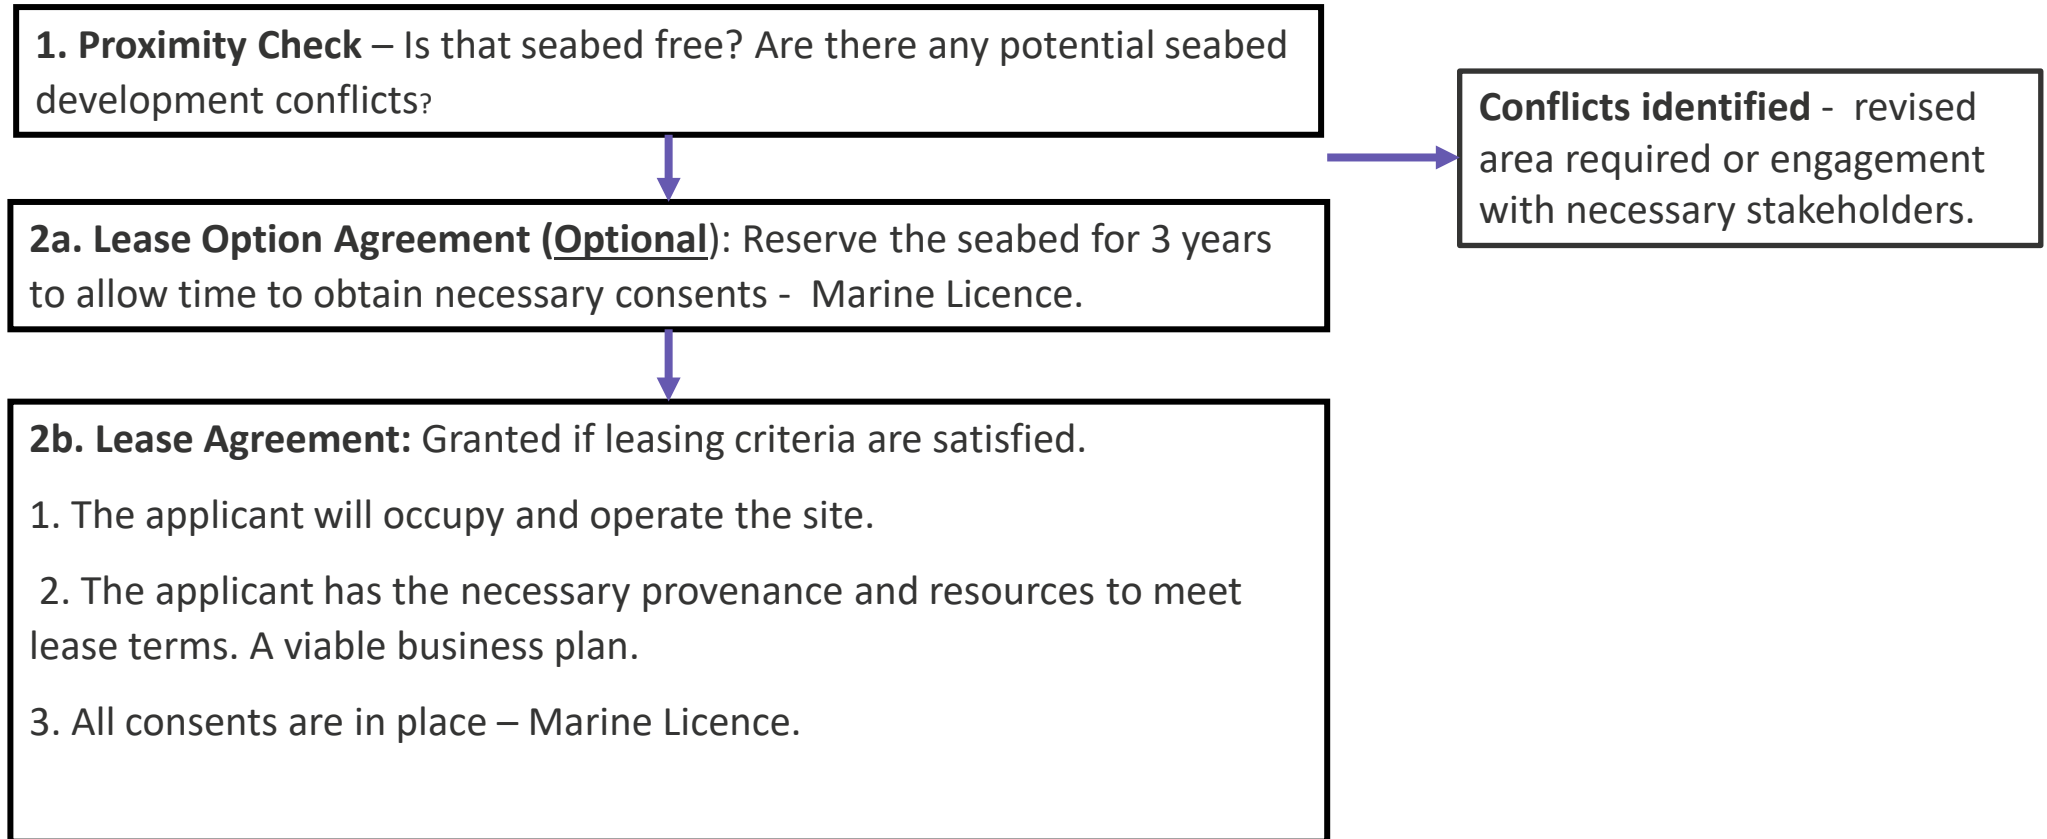 1. Proximity Check – Is that seabed free? Are there any potential seabed
development conflicts?
Conflicts identified -  revised
area required or engagement
with necessary stakeholders.
2a. Lease Option Agreement (Optional): Reserve the seabed for 3 years
to allow time to obtain necessary consents -  Marine Licence.
2b. Lease Agreement: Granted if leasing criteria are satisfied.
1. The applicant will occupy and operate the site.
2. The applicant has the necessary provenance and resources to meet
lease terms. A viable business plan.
3. All consents are in place – Marine Licence.